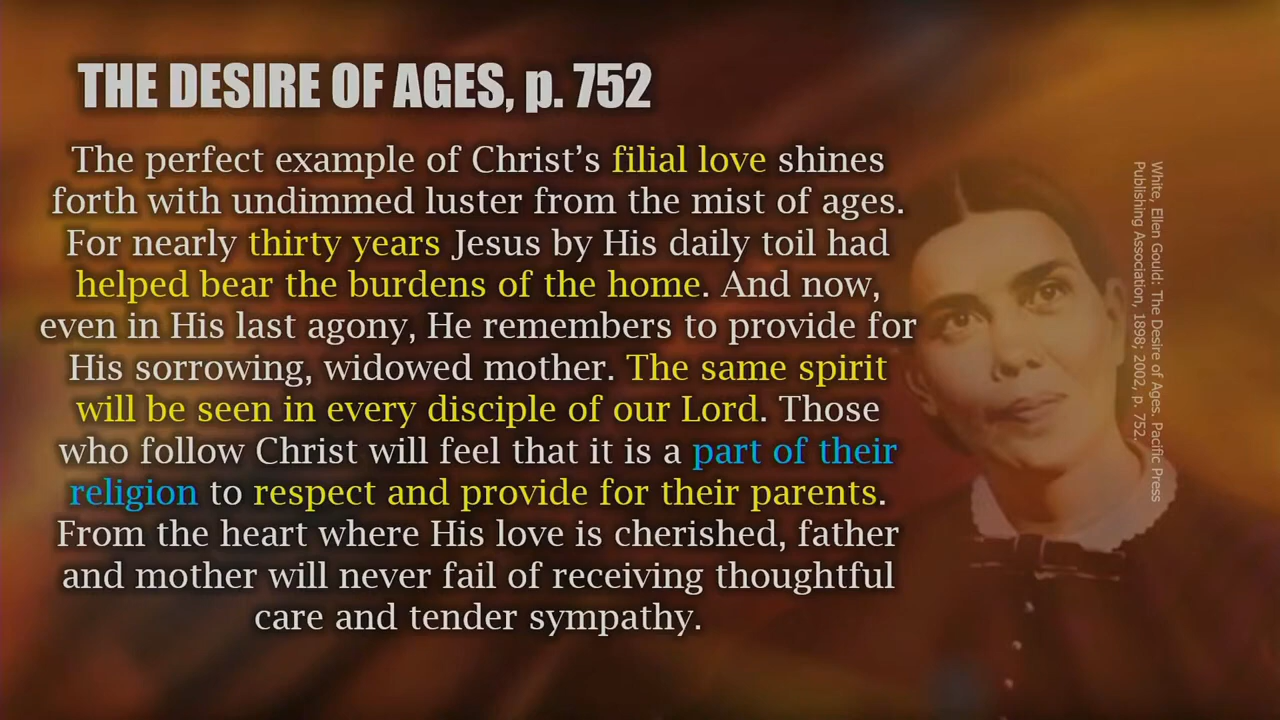 THE DESIRE OF AGES, p. 752
The perfect example of Christ’s filial love shines
forth with undimmed luster from the mist of ages.
For nearly thirty years Jesus by His daily toil had
helped bear the burdens of the home. And now,
even in His last agony, He remembers to provide for
His sorrowing, widowed mother. The same spirit
will be seen in every disciple of our Lord. Those
who follow Christ will feel that it is a part of their
religion to respect and provide for their parents.
From the heart where His love is cherished, father
and mother will never fail of receiving thoughtful
care and tender sympathy.
White, Ellen Gould: The Desire of Ages. Pacific Press
Publishing Association, 1898; 2002, p. 752,